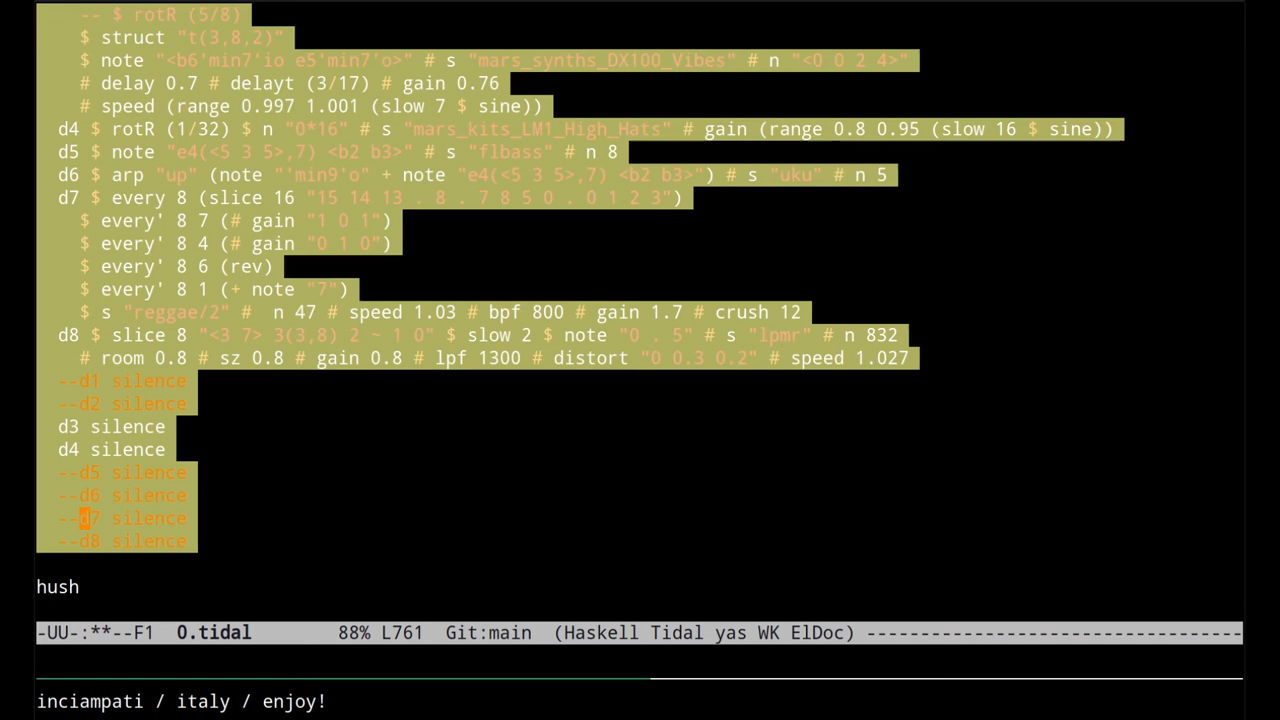 -- $ rotR (5/8)
$ struct "t(3,8,2)"
$ note "<b6'min7'io e5'min7'o>" # s "mars_synths_DX100_Vibes" # n "<0 0 2 4>"
# delay 0.7 # delayt (3/17) # gain 0.76
# speed (range 0.997 1.001 (slow 7 $ sine))
d4 $ rotR (1/32) $ n "0*16" # s "mars_kits_LM1_High_Hats" # gain (range 0.8 0.95 (slow 16 $ sine))
d5 $ note "e4(<5 3 5>,7) <b2 b3>" # s "flbass" # n 8
d6 $ arp "up" (note "'min9'o" + note "e4(<5 3 5>,7) <b2 b3>") # s "uku" # n 5
d7 $ every 8 (slice 16 "15 14 13 . 8 . 7 8 5 0 . 0 1 2 3")
$ every' 8 7 (# gain "1 0 1")
$ every' 8 4 (# gain "0 1 0")
$ every' 8 6 (rev)
$ every' 8 1 (+ note "7")
$ s "reggae/2" #  n 47 # speed 1.03 # bpf 800 # gain 1.7 # crush 12
d8 $ slice 8 "<3 7> 3(3,8) 2 ~ 1 0" $ slow 2 $ note "0 . 5" # s "lpmr" # n 832
# room 0.8 # sz 0.8 # gain 0.8 # lpf 1300 # distort "0 0.3 0.2" # speed 1.027
--d1 silence
--d2 silence
d3 silence
d4 silence
--d5 silence
--d6 silence
--d7 silence
--d8 silence
hush
-UU-:**--F1  0.tidal        88% L761  Git:main  (Haskell Tidal yas WK ElDoc) -----------------------------------
inciampati / italy / enjoy!